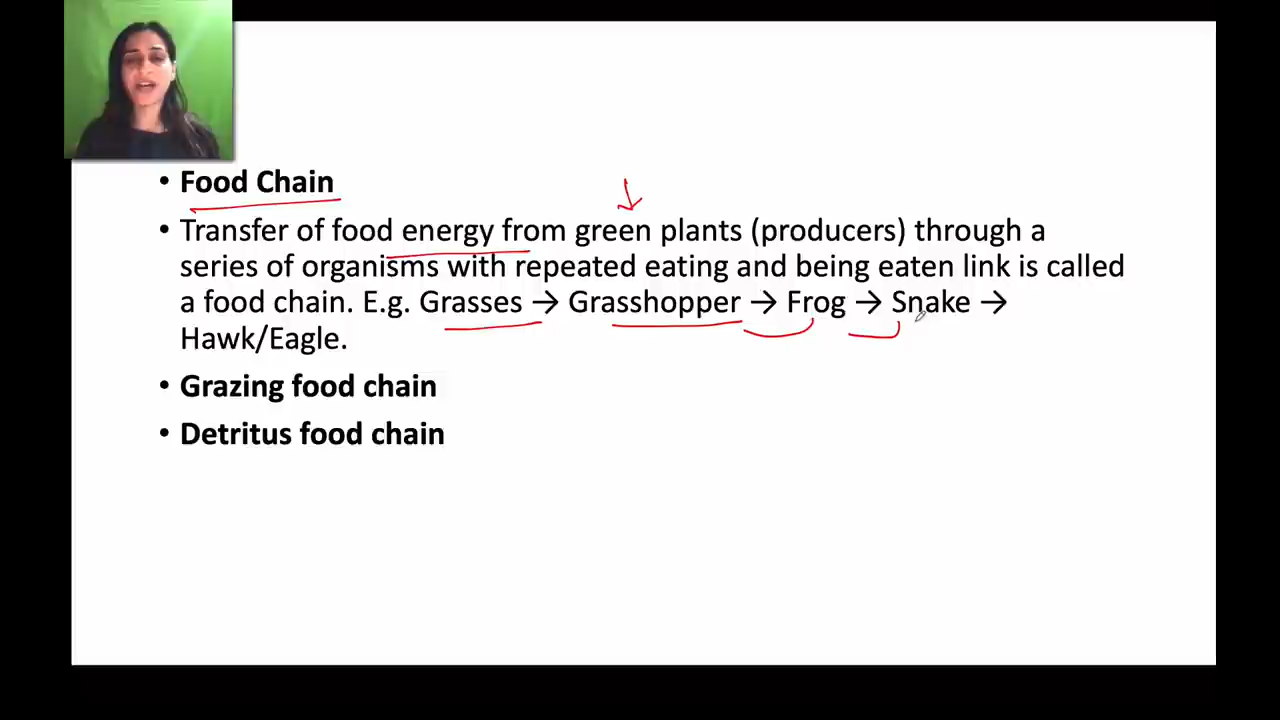 • Food Chain
• Transfer of food energy from green plants (producers) through a
series of organisms with repeated eating and being eaten link is called
a food chain. E.g. Grasses → Grasshopper → Frog → Snake →
Hawk/Eagle.
• Grazing food chain
• Detritus food chain